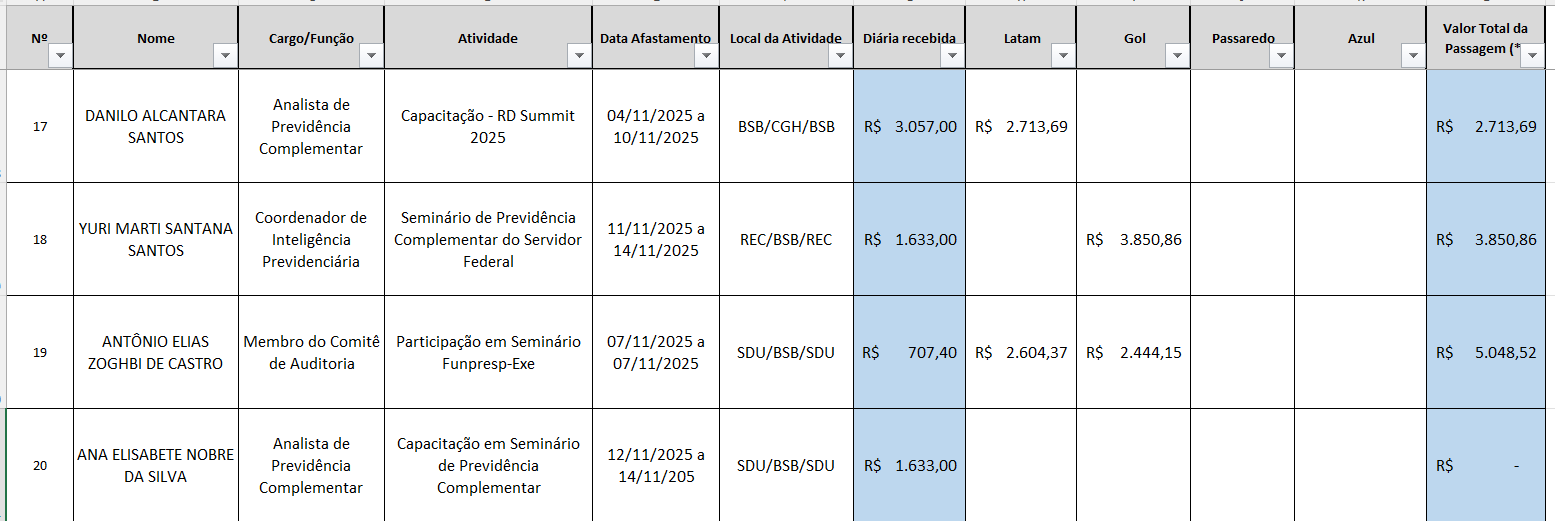 Nº Nome Cargo/Função Atividade Data Afastamento Local da Atividade Diária recebida Latam Gol Passaredo Azul Valor Total da
Passagem (*
17 DANILO ALCANTARA
SANTOS
Analista de
Previdência
Complementar
Capacitação - RD Summit
2025
04/11/2025 a
10/11/2025
BSB/CGH/BSB R$ 3.057,00 R$ 2.713,69 R$ 2.713,69
18 YURI MARTI SANTANA
SANTOS
Coordenador de
Inteligência
Previdenciária
Seminário de Previdência
Complementar do Servidor
Federal
11/11/2025 a
14/11/2025
REC/BSB/REC R$ 1.633,00 R$ 3.850,86 R$ 3.850,86
19 ANTÔNIO ELIAS
ZOGHBI DE CASTRO
Membro do Comitê
de Auditoria
Participação em Seminário
Funpresp-Exe
07/11/2025 a
07/11/2025
SDU/BSB/SDU R$ 707,40 R$ 2.604,37 R$ 2.444,15 R$ 5.048,52
20 ANA ELISABETE NOBRE
DA SILVA
Analista de
Previdência
Complementar
Capacitação em Seminário
de Previdência
Complementar
12/11/2025 a
14/11/205
SDU/BSB/SDU R$ 1.633,00 R$ -